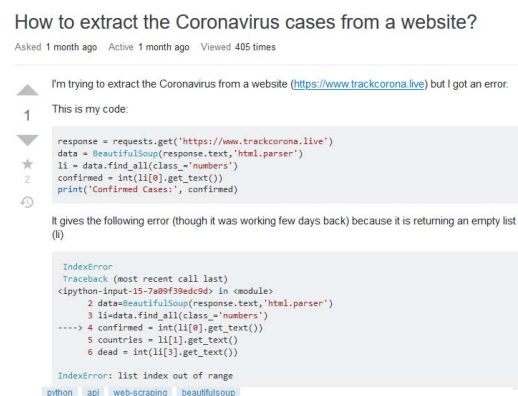 How to extract the Coronavirus cases from a website?
Asked 1 month ago Active 1 month ago Viewed 405 times
I'm trying to extract the Coronavirus from a website (https://www.trackcorona.live) but I got an error.
1
This is my code:
response = requests.get('https://www.trackcorona.live')
data = BeautifulSoup(response.text,'html.parser')
li = data.find_all(class_='numbers')
2
confirmed = int(li[0].get_text())
print('Confirmed Cases:', confirmed)
It gives the following error (though it was working few days back) because it is returning an empty list
(li)
IndexError
Traceback (most recent call last)
<ipython-input-15-7a09f39edc9d> in <module>
2 data=BeautifulSoup(response.text,'html.parser')
3 li=data.find_all(class_='numbers')
----> 4 confirmed = int(li[0].get_text())
5 countries = li[1].get_text()
6 dead = int(li[3].get_text())
IndexError: list index out of range
python api web-scraping beautifulsoup